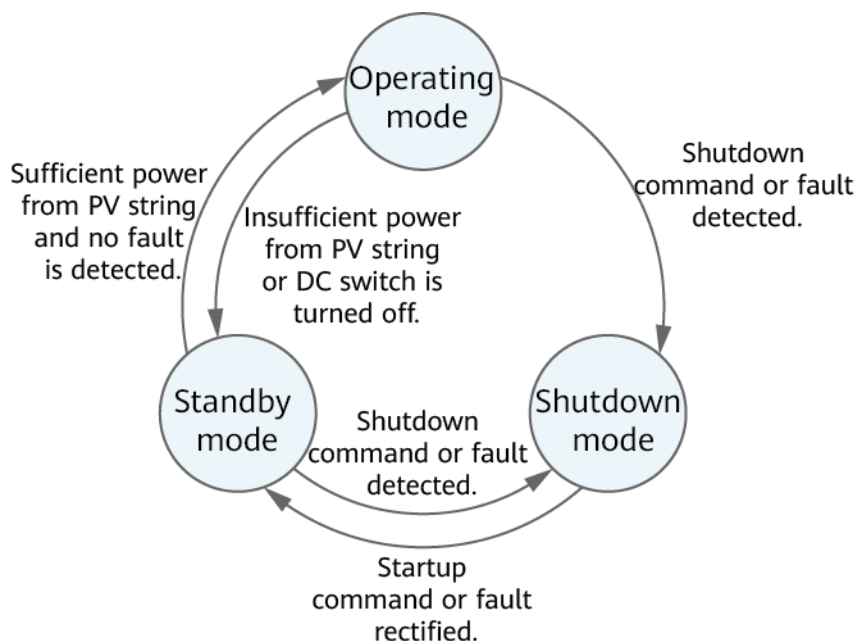 Operating
mode
Shutdown
command or fault
detected.
Sufficient power
from PV string
and no fault
is detected.
Insufficient power
from PV string
or DC switch is
turned off.
Standby
mode
Shutdown
command or fault
detected.
Shutdown
mode
Startup
command or fault
rectified.